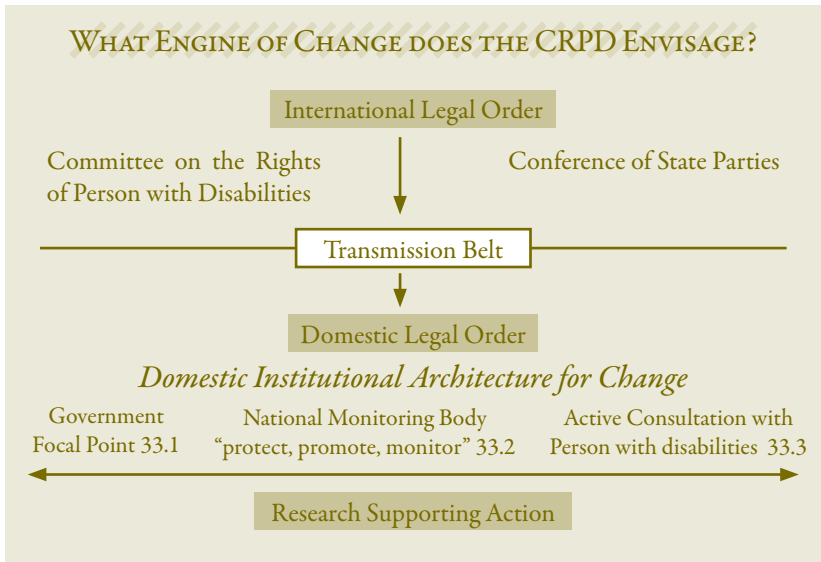 WHAT ENGINE OF CHANGE DOES THE CRPD ENVISAGE?
International Legal Order
Committee on the Rights
of Person with Disabilities
Conference of State Parties
Transmission Belt
Domestic Legal Order
Domestic Institutional Architecture for Change
Government
Focal Point 33.1
National Monitoring Body
“protect, promote, monitor” 33.2
Active Consultation with
Person with disabilities 33.3
Research Supporting Action